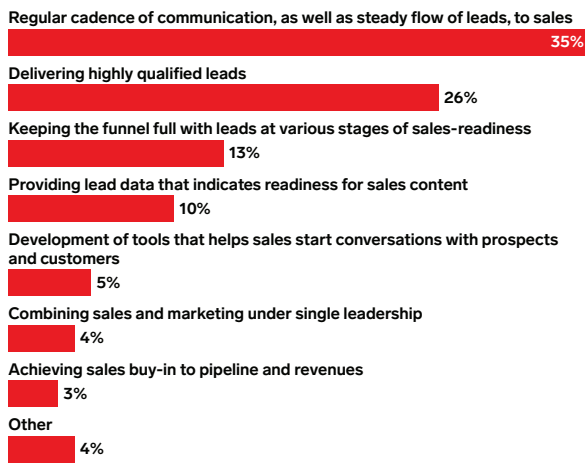 Regular cadence of communication, as well as steady flow of leads, to sales
35%
Delivering highly qualified leads
26%
Keeping the funnel full with leads at various stages of sales-readiness
13%
Providing lead data that indicates readiness for sales content
10%
Development of tools that helps sales start conversations with prospects
and customers
5%
Combining sales and marketing under single leadership
4%
Achieving sales buy-in to pipeline and revenues
3%
Other
4%